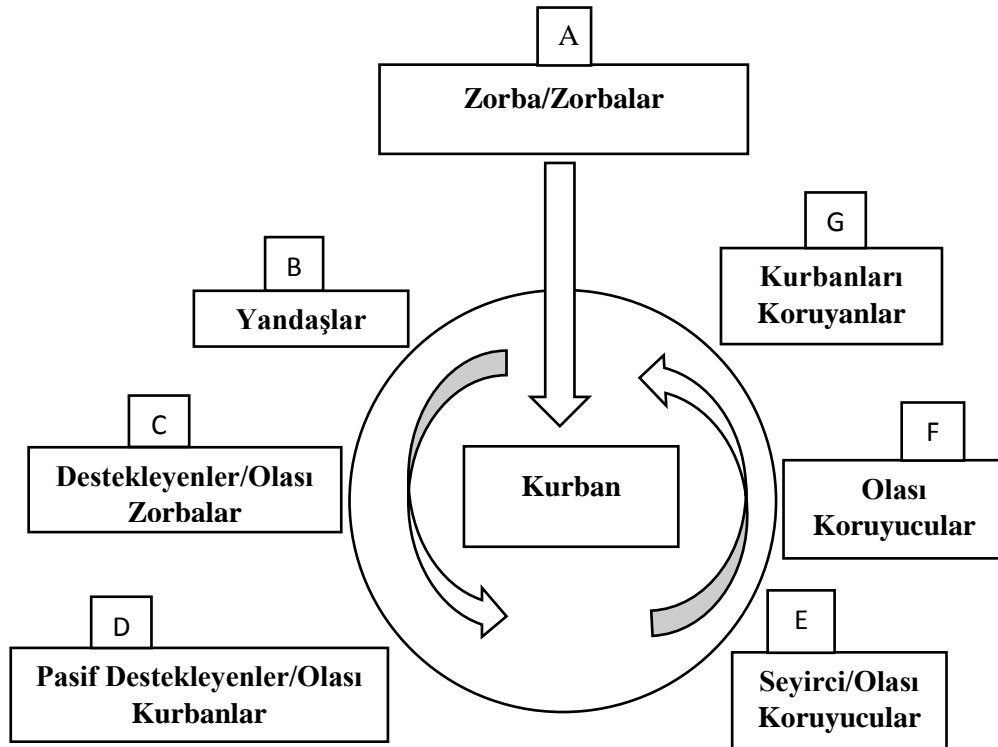 A
Zorba/Zorbalar
B
Yandaşlar
C
Destekleyenler/Olası
Zorbalar
D
Pasif Destekleyenler/Olası
Kurbanlar
Kurban
G
Kurbanları
Koruyanlar
F
Olası
Koruyucular
E
Seyirci/Olası
Koruyucular